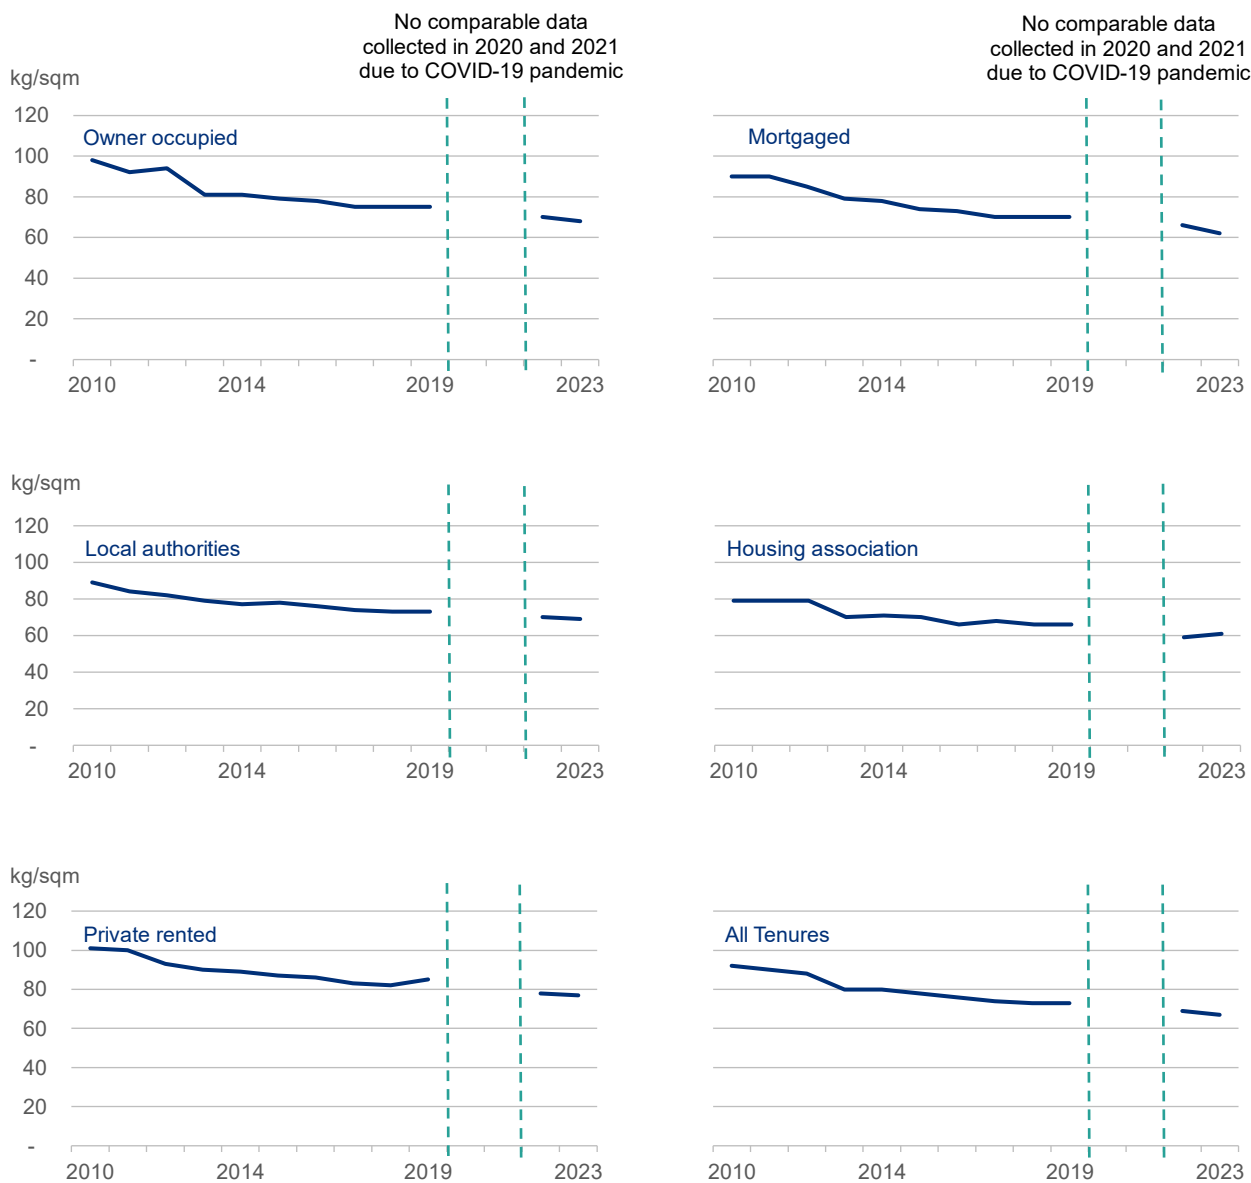 No comparable data
collected in 2020 and 2021
due to COVID-19 pandemic
No comparable data
collected in 2020 and 2021
due to COVID-19 pandemic
kg/sqm
120
100
80
60
40
20
-
Owner occupied
2010 2014 2019 2023
Mortgaged
2010 2014 2019 2023
kg/sqm
120
100
80
60
40
20
-
Local authorities
2010 2014 2019 2023
Housing association
2010 2014 2019 2023
kg/sqm
120
100
80
60
40
20
-
Private rented
2010 2014 2019 2023
All Tenures
2010 2014 2019 2023